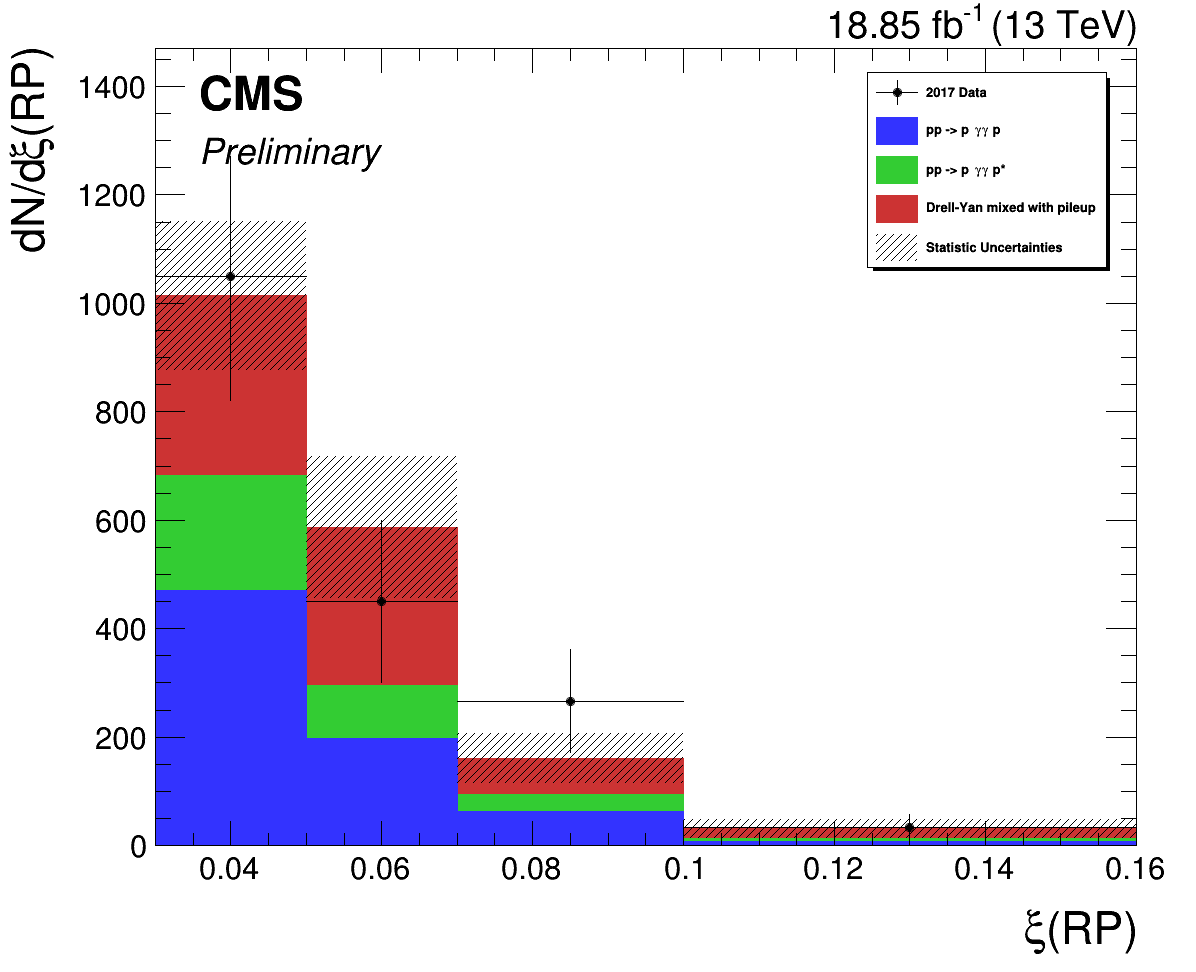 18.85 fb-1 (13 TeV)
dN/dξ(RP)
CMS
Preliminary
2017 Data
pp -> p γγ p
pp -> p γγ p*
Drell-Yan mixed with pileup
Statistic Uncertainties
1400
1200
1000
800
600
400
200
0
0.04 0.06 0.08 0.1 0.12 0.14 0.16
ξ(RP)